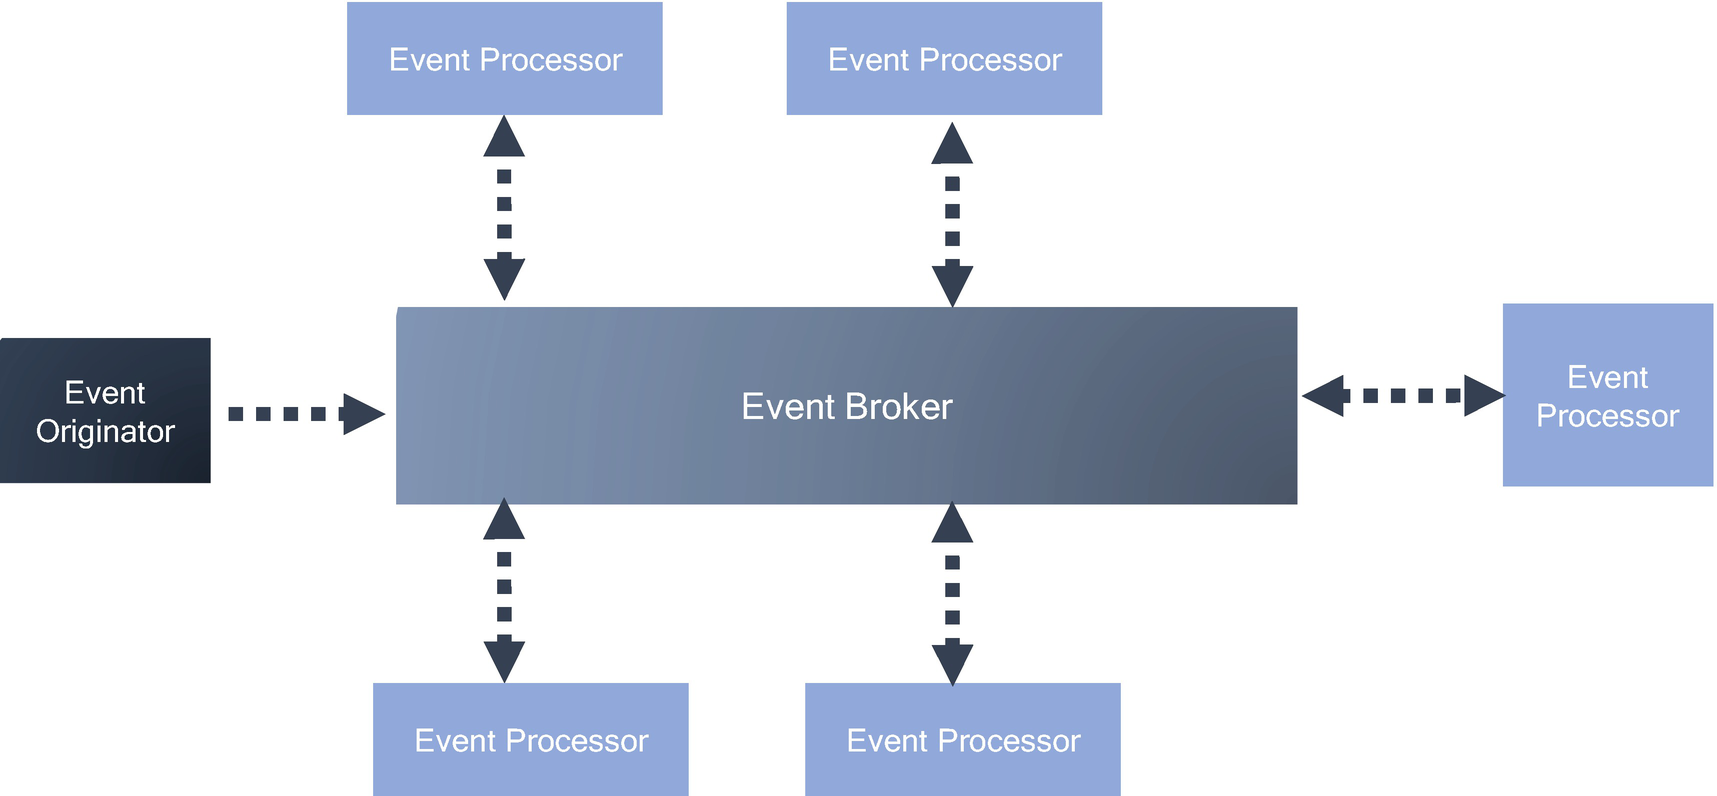 Event Processor
Event Processor
Event
Originator
Event Broker
Event
Processor
Event Processor
Event Processor